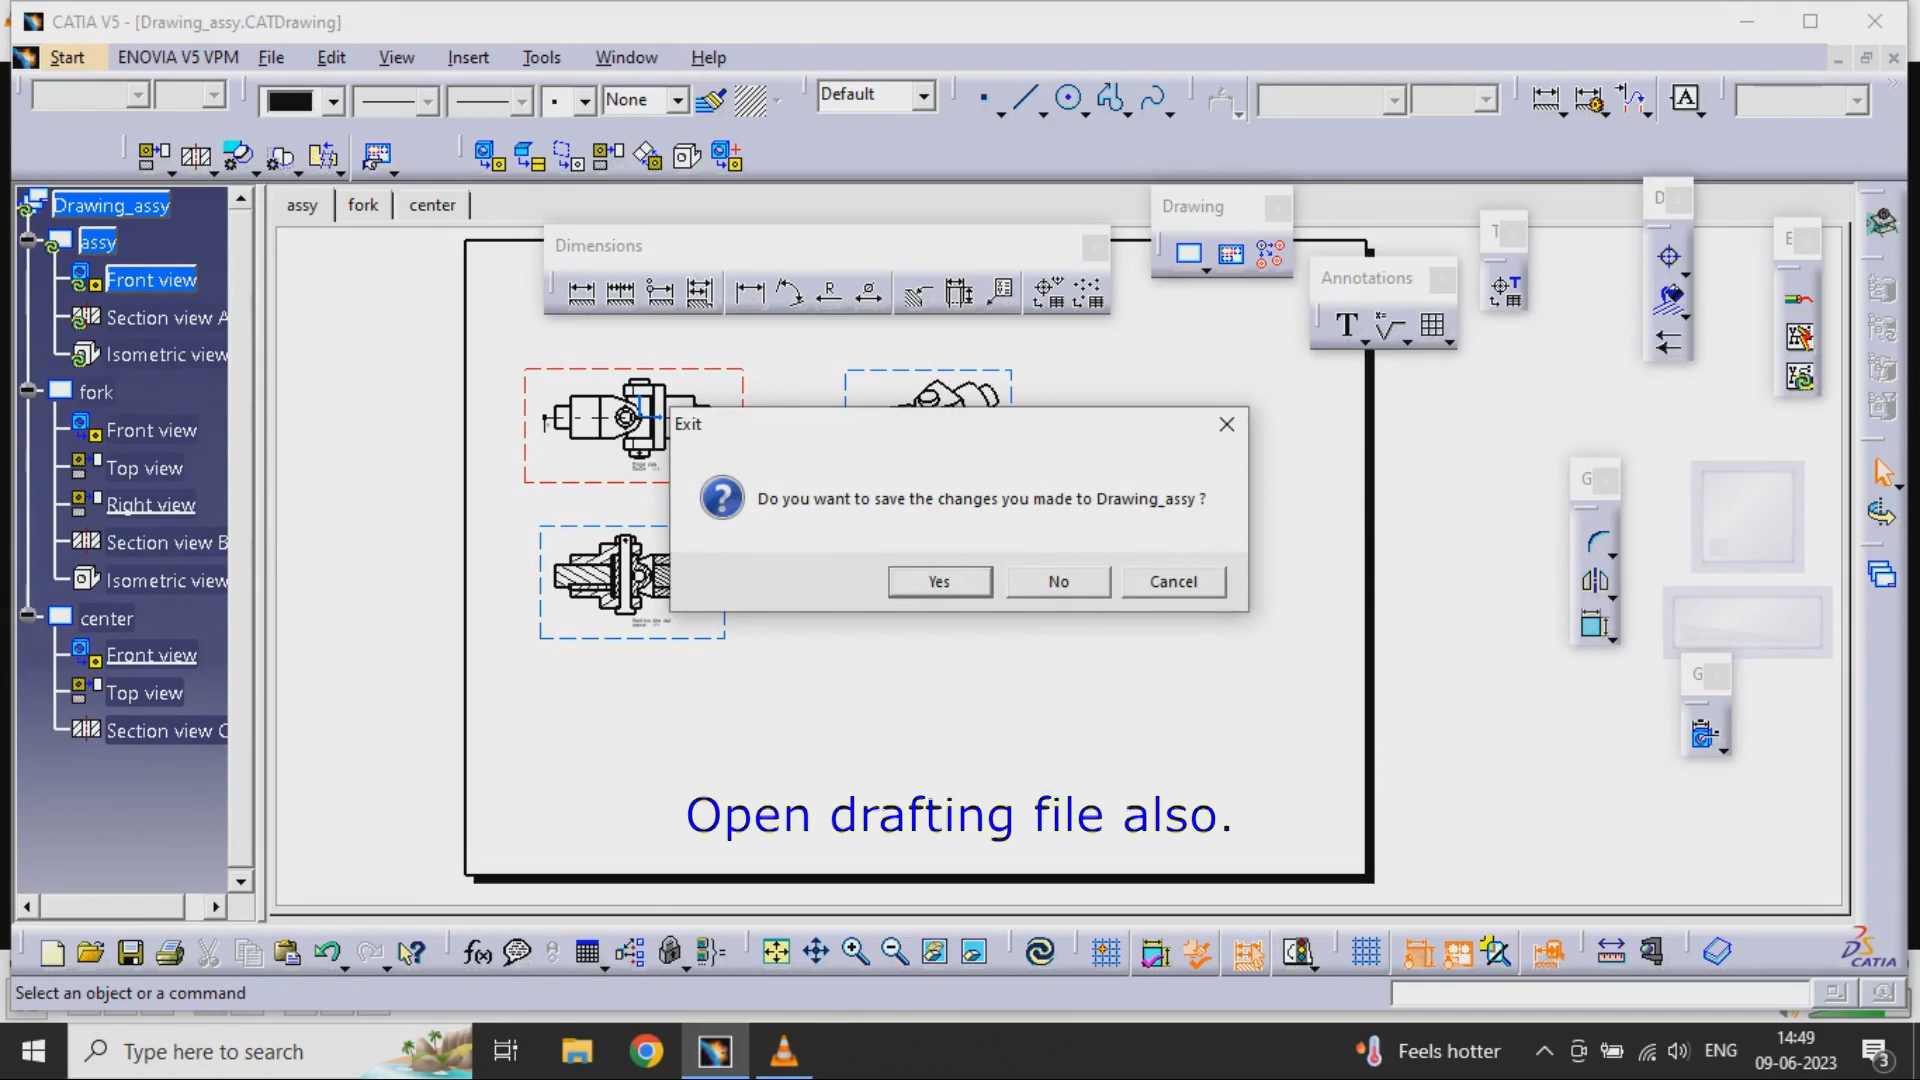 CATIA V5 - [Drawing_assy.CATDrawing]
Start ENOVIA V5 VPM File Edit View Insert Tools Window Help
None Default
Drawing_assy
assy
Front view
Section view A
Isometric view
fork
Front view
Top view
Right view
Section view B
Isometric view
center
Front view
Top view
Section view C
assy fork center
Dimensions
Drawing
Annotations
T
D
E
G
G
Exit
Do you want to save the changes you made to Drawing_assy ?
Yes No Cancel
Open drafting file also.
Select an object or a command
CATIA
Type here to search
Feels hotter
ENG
14:49
09-06-2023
3